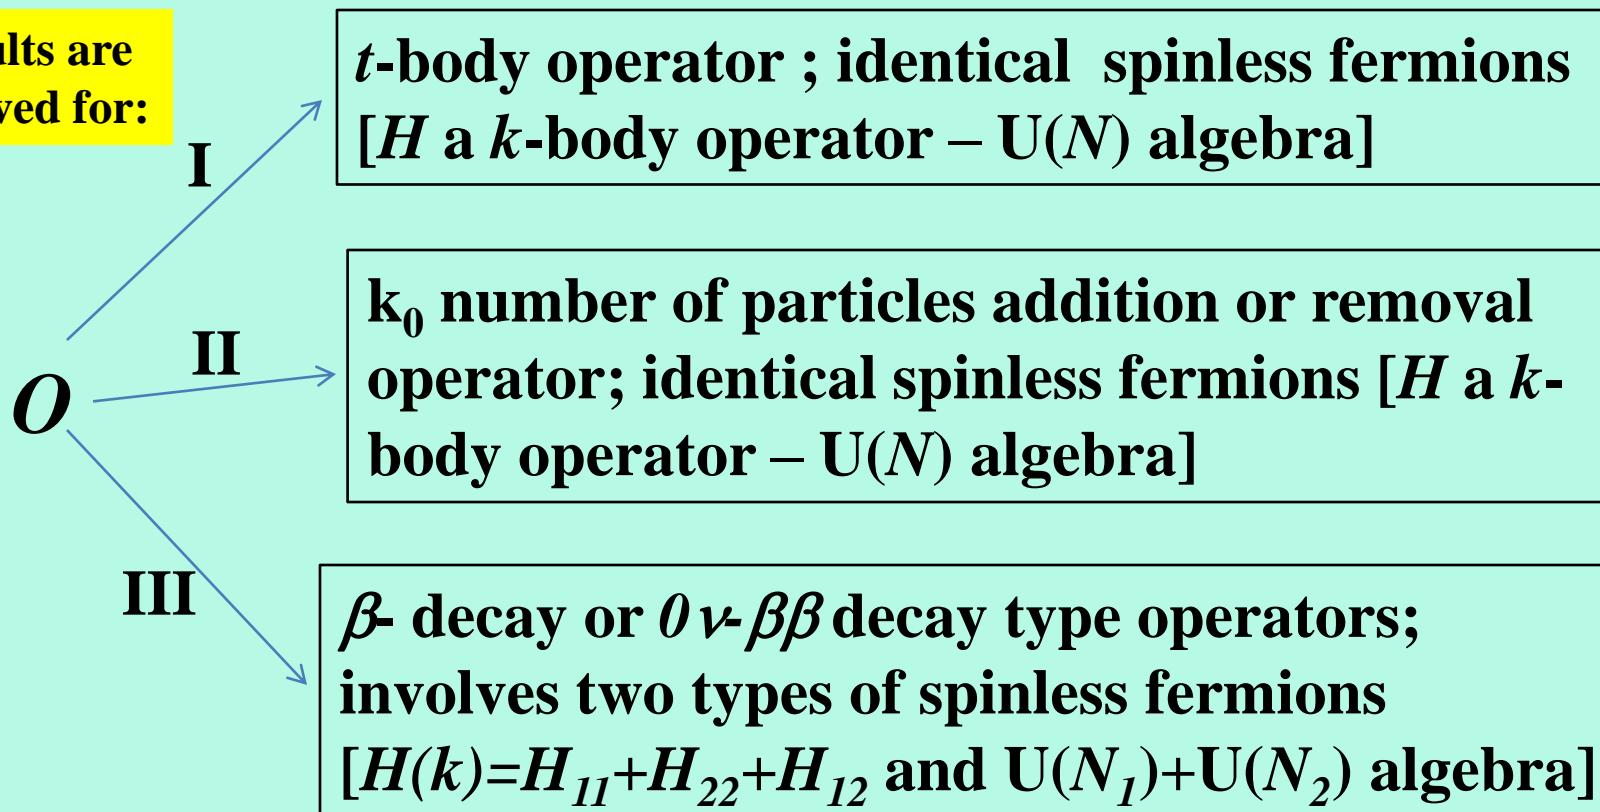 are
for:
I
t-body operator ; identical spinless fermions
[H a k-body operator – U(N) algebra]
II
O
k₀ number of particles addition or removal
operator; identical spinless fermions [H a k-
body operator – U(N) algebra]
III
β- decay or 0ν-ββ decay type operators;
involves two types of spinless fermions
[H(k)=H₁₁+H₂₂+H₁₂ and U(N₁)+U(N₂) algebra]